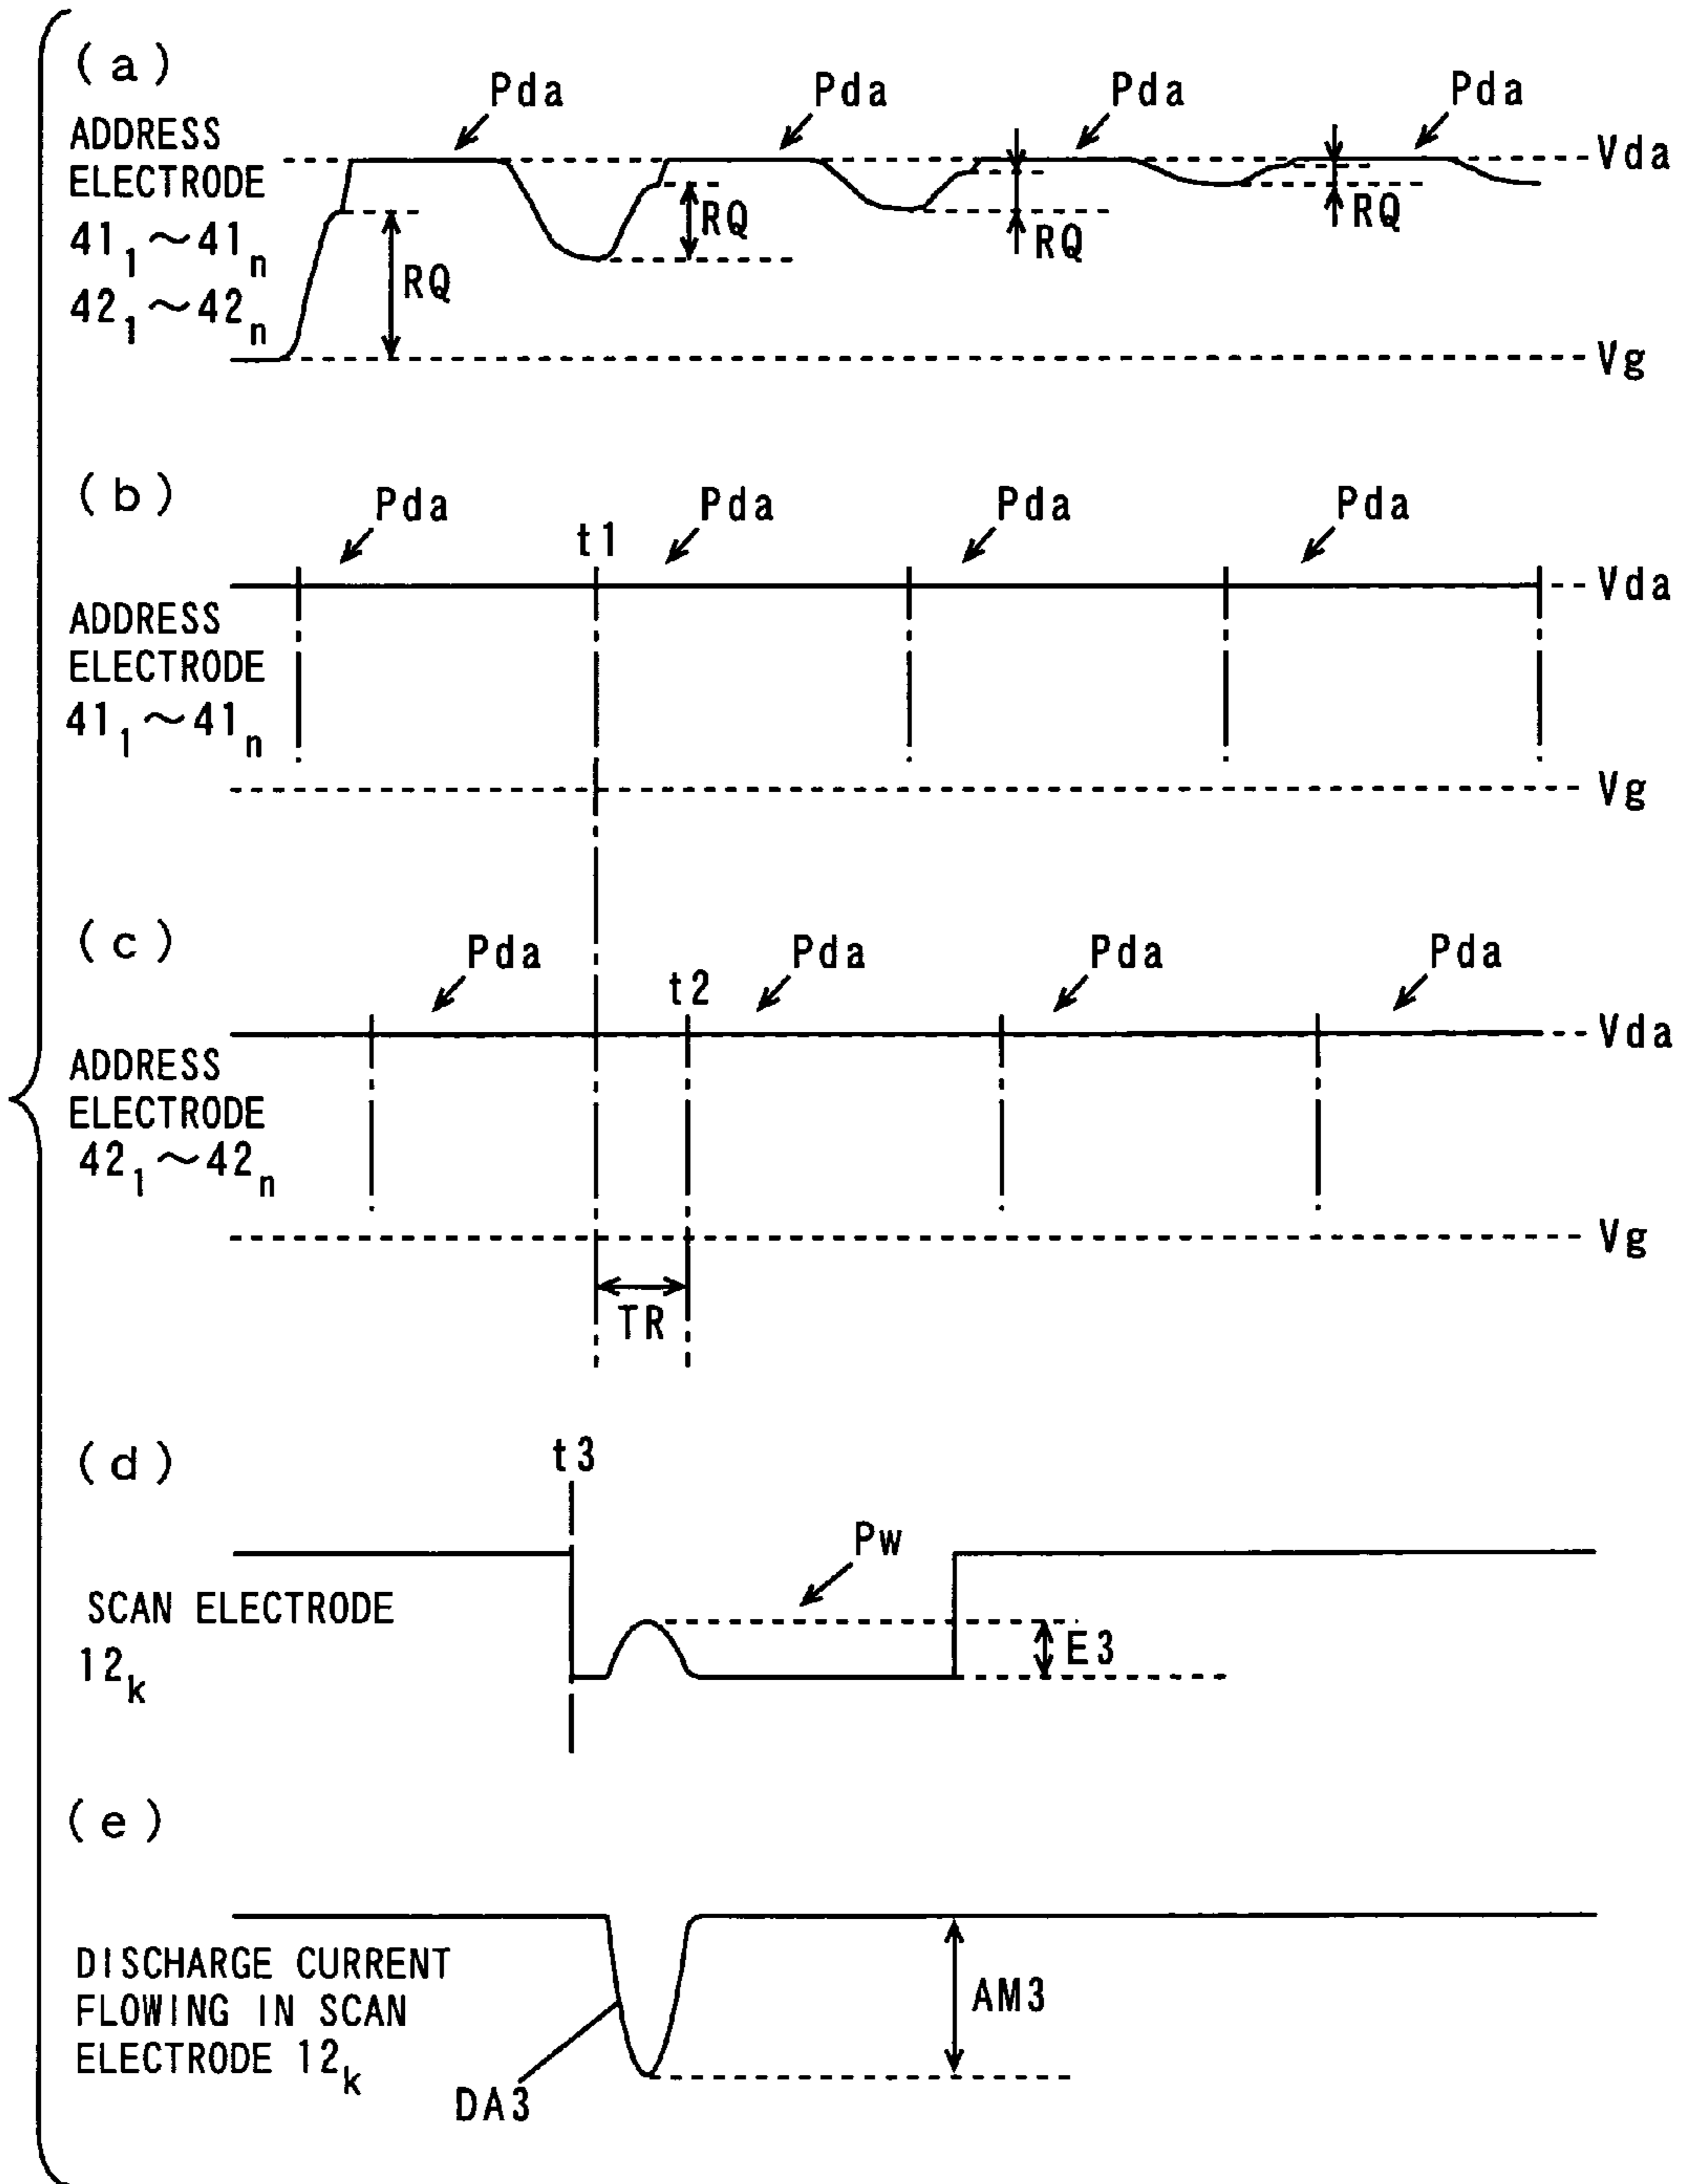 (a)
Pda Pda Pda Pda
ADDRESS
ELECTRODE
41₁～41ₙ
42₁～42ₙ
Vda
RQ RQ RQ RQ
Vg
(b)
Pda t1 Pda Pda Pda
Vda
ADDRESS
ELECTRODE
41₁～41ₙ
Vg
(c)
Pda t2 Pda Pda Pda
Vda
ADDRESS
ELECTRODE
42₁～42ₙ
Vg
TR
(d)
t3
Pw
SCAN ELECTRODE
12ₖ
E3
(e)
DISCHARGE CURRENT
FLOWING IN SCAN
ELECTRODE 12ₖ
AM3
DA3